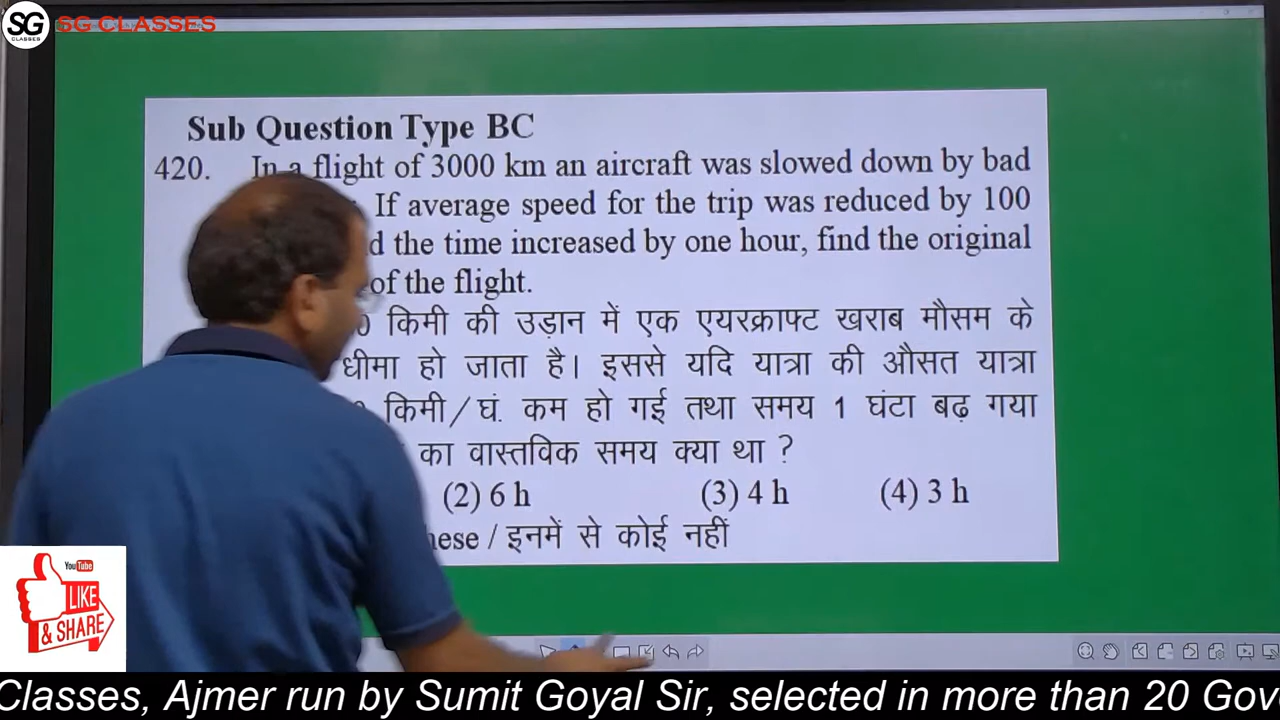 SG
CLASSES
SG CLASSES
Sub Question Type BC
420. In a flight of 3000 km an aircraft was slowed down by bad
If average speed for the trip was reduced by 100
the time increased by one hour, find the original
of the flight.
किमी की उड़ान में एक एयरक्राफ्ट खराब मौसम के
धीमा हो जाता है। इससे यदि यात्रा की औसत यात्रा
किमी/घं. कम हो गई तथा समय 1 घंटा बढ़ गया
का वास्तविक समय क्या था ?
(2) 6 h (3) 4 h (4) 3 h
/ इनमें से कोई नहीं
YouTube
LIKE
& SHARE
Classes, Ajmer run by Sumit Goyal Sir, selected in more than 20 Gov